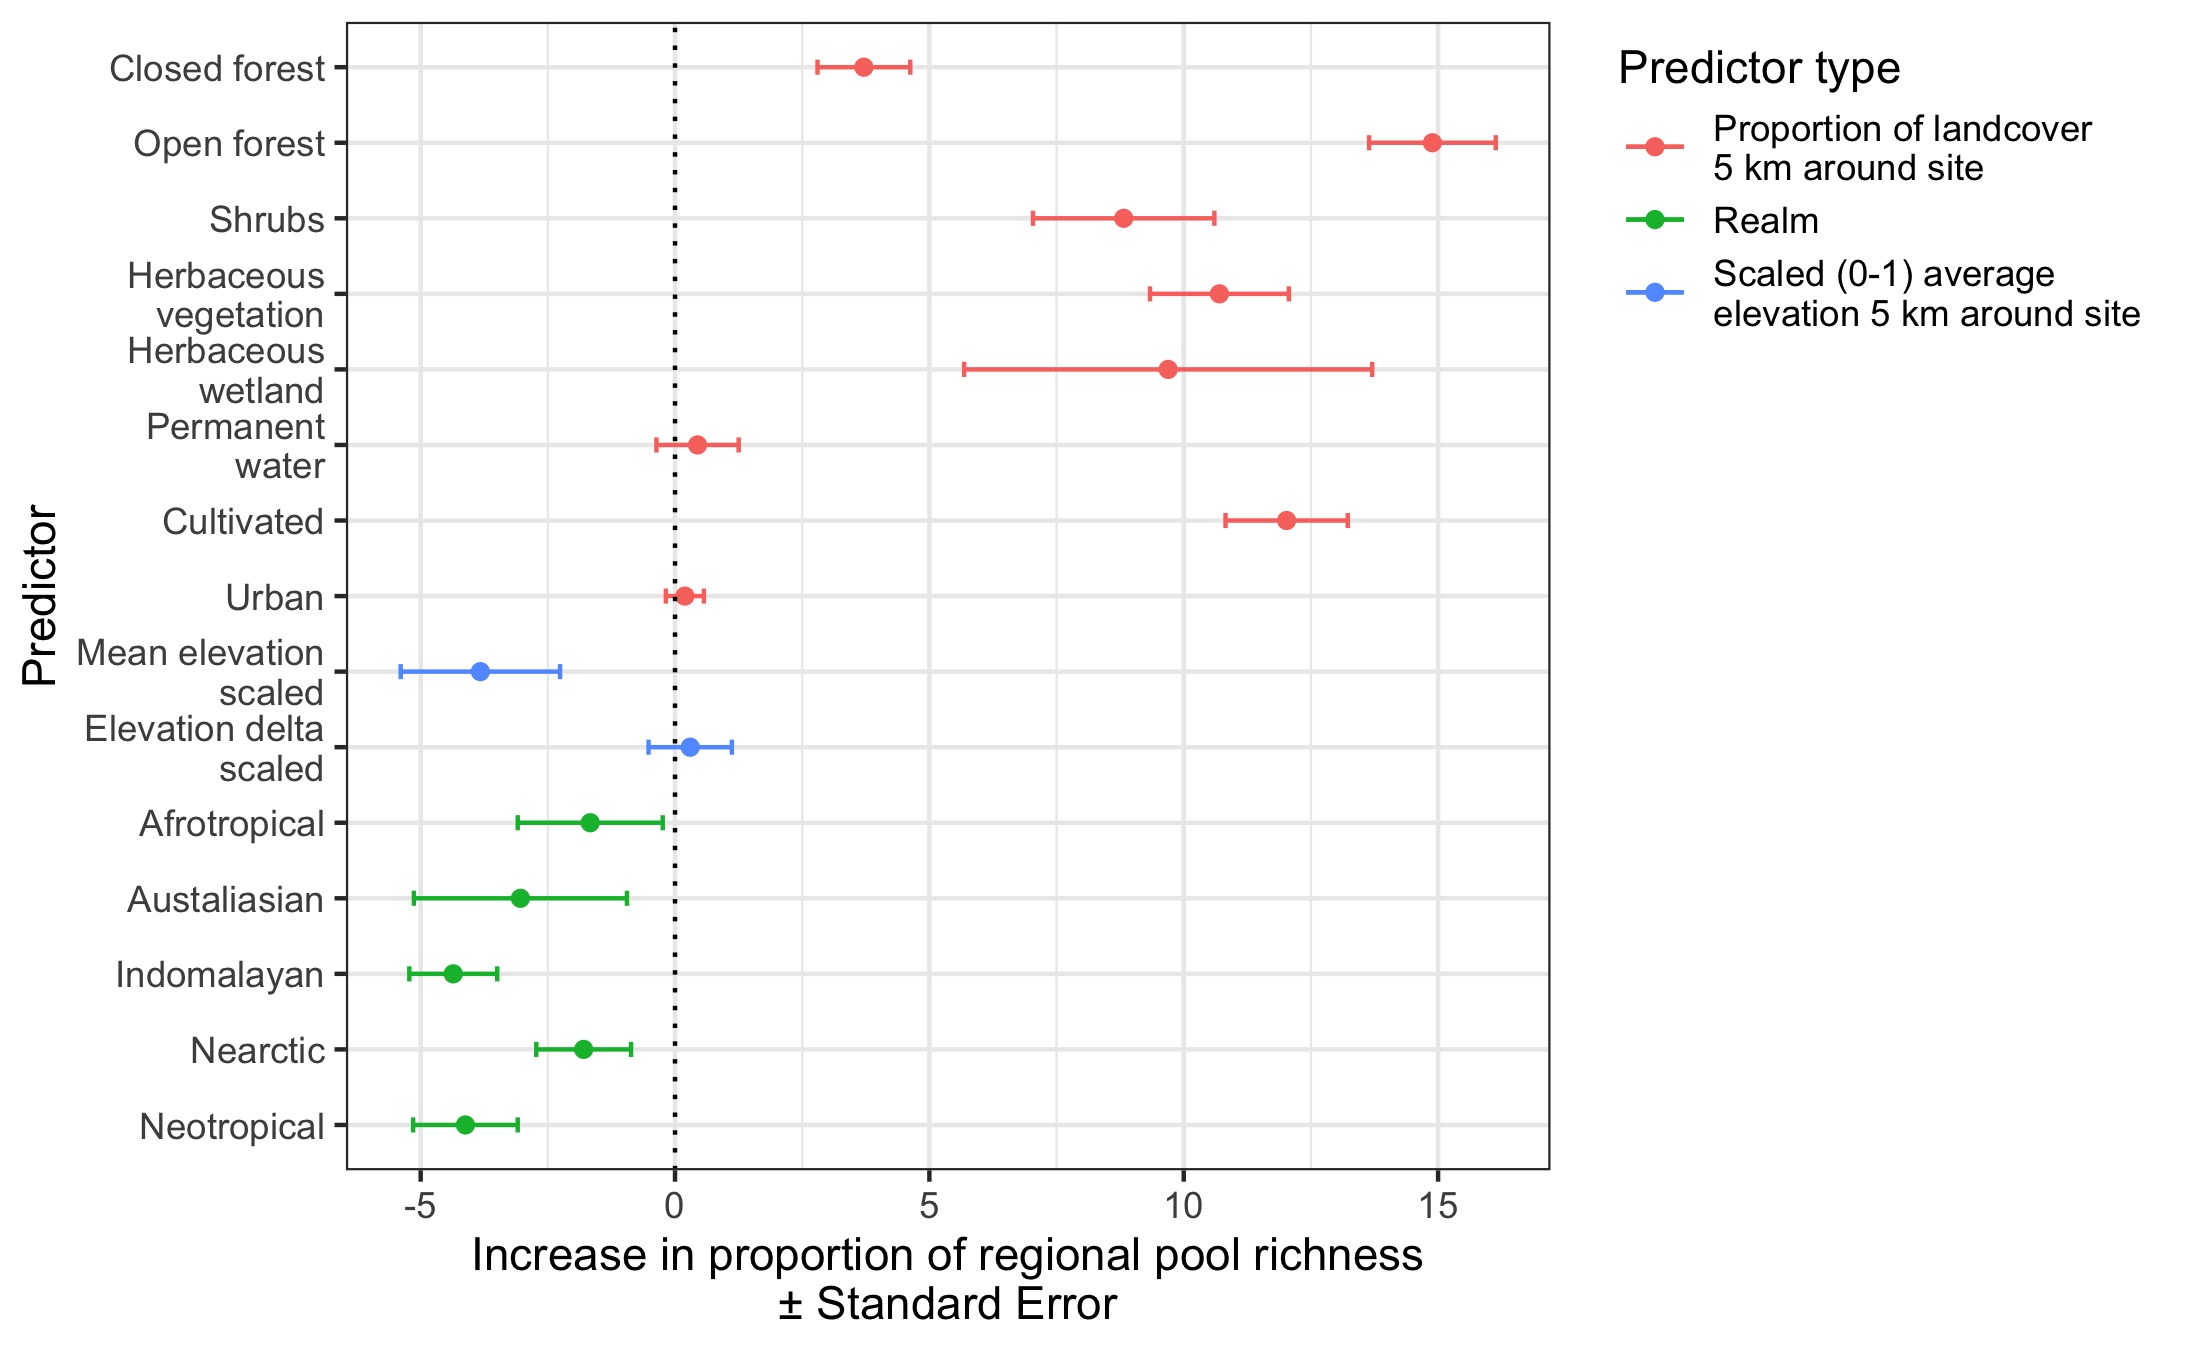 Closed forest
Open forest
Shrubs
Herbaceous
vegetation
Herbaceous
wetland
Permanent
water
Cultivated
Urban
Mean elevation
scaled
Elevation delta
scaled
Afrotropical
Austaliasian
Indomalayan
Nearctic
Neotropical
Predictor
-5 0 5 10 15
Increase in proportion of regional pool richness
± Standard Error
Predictor type
Proportion of landcover
5 km around site
Realm
Scaled (0-1) average
elevation 5 km around site